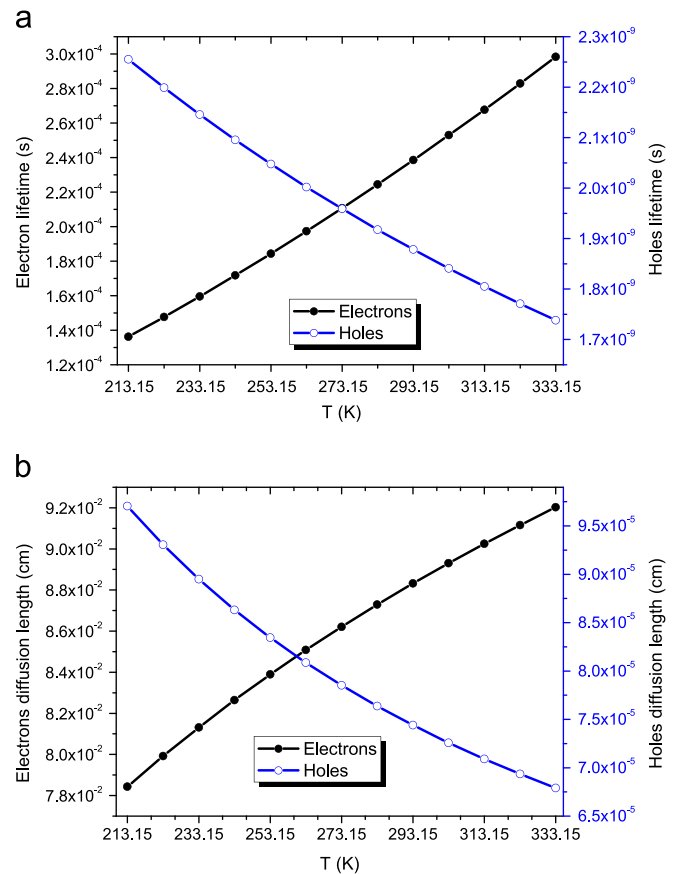 a
3.0x10⁻⁴
2.8x10⁻⁴
2.6x10⁻⁴
2.4x10⁻⁴
2.2x10⁻⁴
2.0x10⁻⁴
1.8x10⁻⁴
1.6x10⁻⁴
1.4x10⁻⁴
1.2x10⁻⁴
Electron lifetime (s)
2.3x10⁻⁹
2.2x10⁻⁹
2.1x10⁻⁹
2.0x10⁻⁹
1.9x10⁻⁹
1.8x10⁻⁹
1.7x10⁻⁹
Holes lifetime (s)
Electrons
Holes
213.15 233.15 253.15 273.15 293.15 313.15 333.15
T (K)
b
9.2x10⁻²
9.0x10⁻²
8.8x10⁻²
8.6x10⁻²
8.4x10⁻²
8.2x10⁻²
8.0x10⁻²
7.8x10⁻²
Electrons diffusion length (cm)
9.5x10⁻⁵
9.0x10⁻⁵
8.5x10⁻⁵
8.0x10⁻⁵
7.5x10⁻⁵
7.0x10⁻⁵
6.5x10⁻⁵
Holes diffusion length (cm)
Electrons
Holes
213.15 233.15 253.15 273.15 293.15 313.15 333.15
T (K)